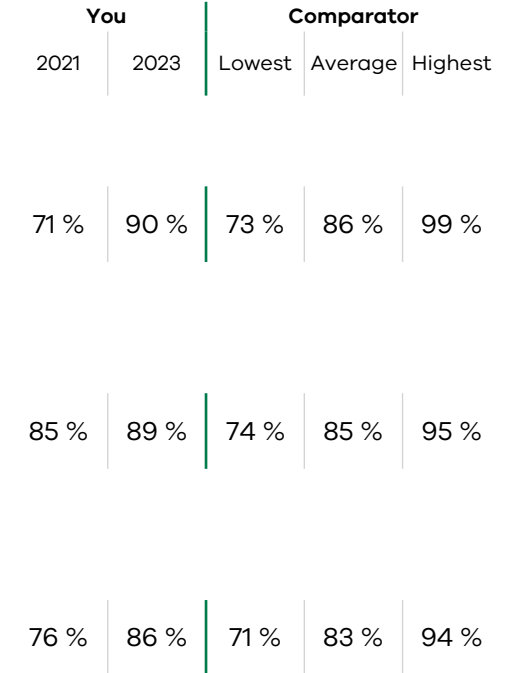 You Comparator
2021 2023 Lowest Average Highest
71 % 90 % 73 % 86 % 99 %
85 % 89 % 74 % 85 % 95 %
76 % 86 % 71 % 83 % 94 %